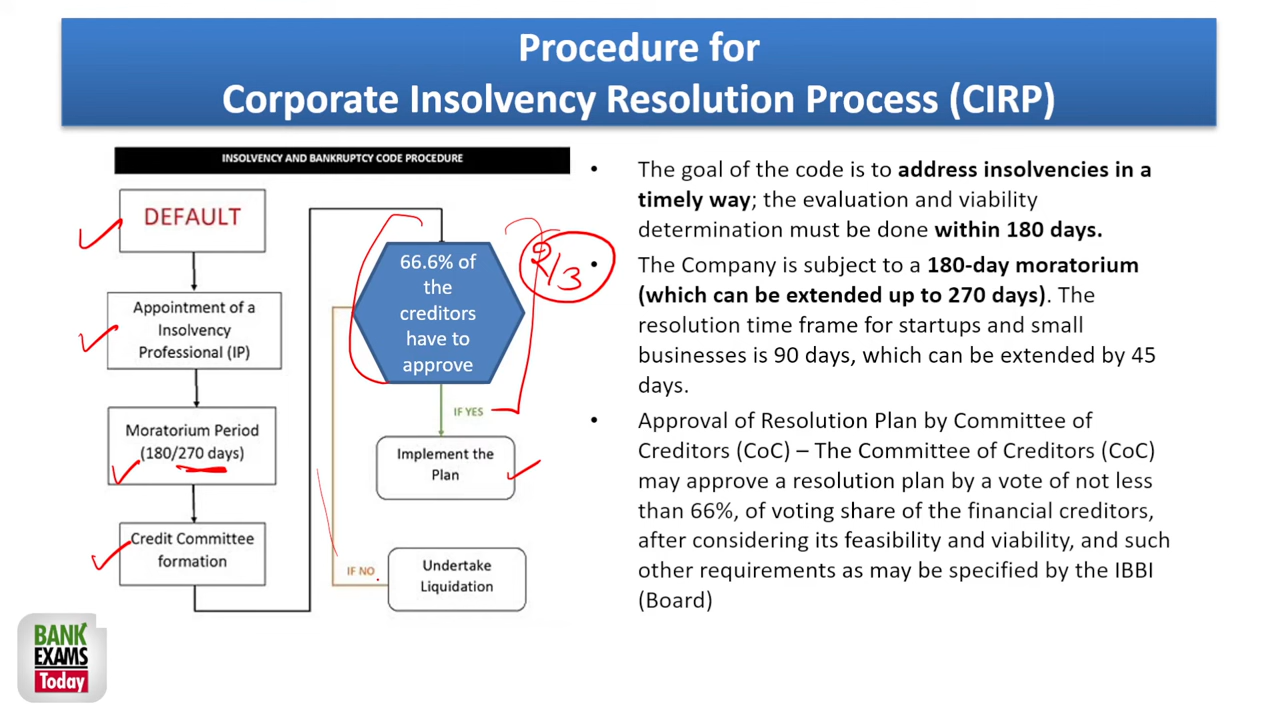 Procedure for
Corporate Insolvency Resolution Process (CIRP)
INSOLVENCY AND BANKRUPTCY CODE PROCEDURE
DEFAULT
Appointment of a
Insolvency
Professional (IP)
Moratorium Period
(180/270 days)
Credit Committee
formation
66.6% of
the
creditors
have to
approve
2/3
IF YES
Implement the
Plan
IF NO
Undertake
Liquidation
• The goal of the code is to address insolvencies in a
timely way; the evaluation and viability
determination must be done within 180 days.
• The Company is subject to a 180-day moratorium
(which can be extended up to 270 days). The
resolution time frame for startups and small
businesses is 90 days, which can be extended by 45
days.
• Approval of Resolution Plan by Committee of
Creditors (CoC) – The Committee of Creditors (CoC)
may approve a resolution plan by a vote of not less
than 66%, of voting share of the financial creditors,
after considering its feasibility and viability, and such
other requirements as may be specified by the IBBI
(Board)
BANK
EXAMS
Today